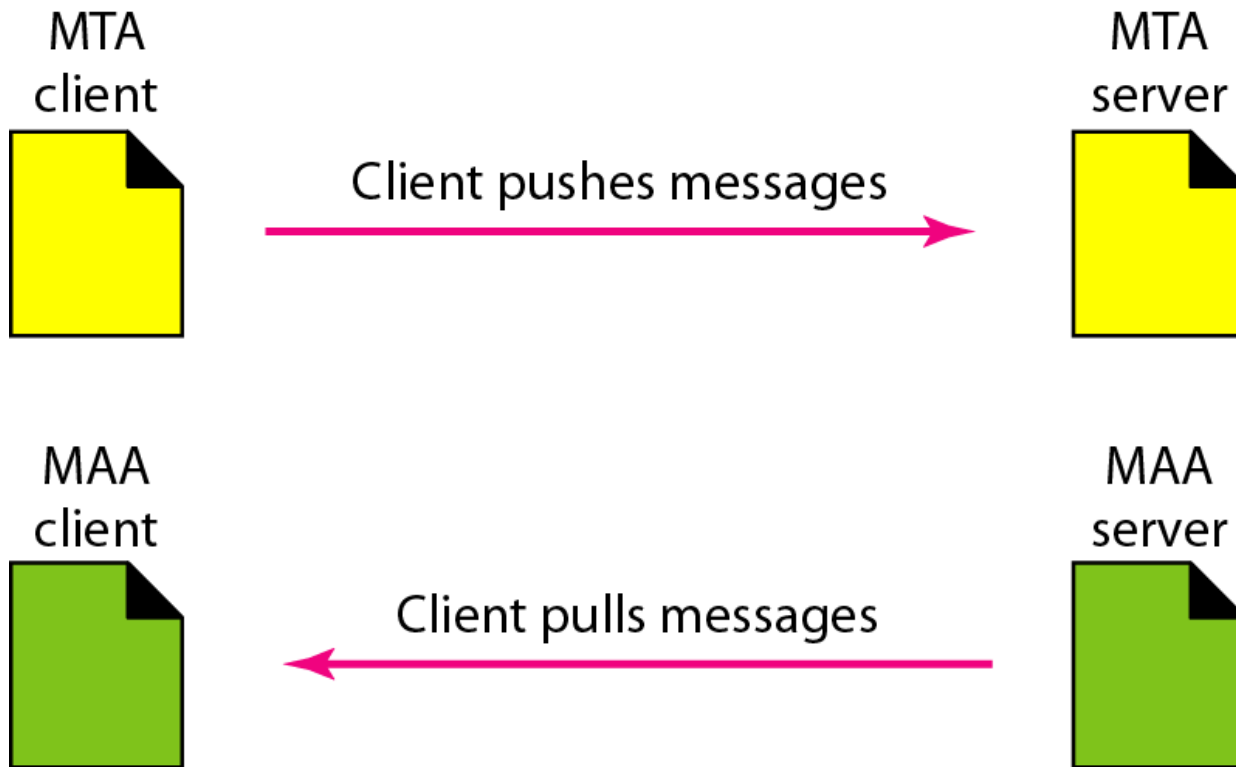 MTA
client
MTA
server
Client pushes messages
MAA
client
MAA
server
Client pulls messages